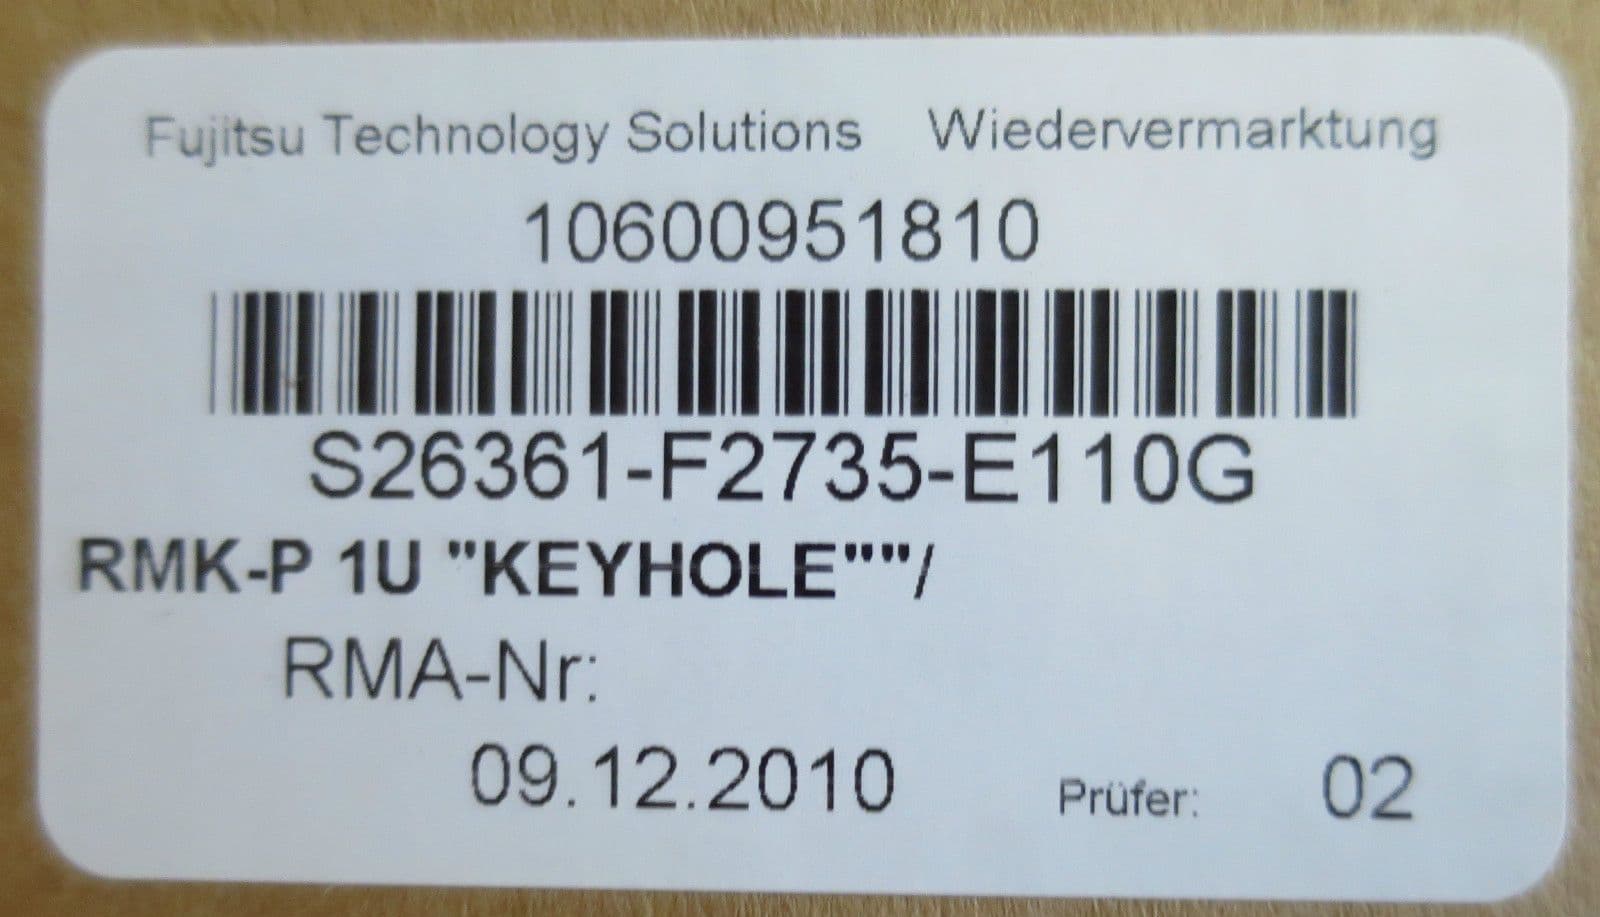 Fujitsu Technology Solutions Wiedervermarktung
10600951810
S26361-F2735-E110G
RMK-P 1U "KEYHOLE""/
RMA-Nr:
09.12.2010 Prüfer: 02